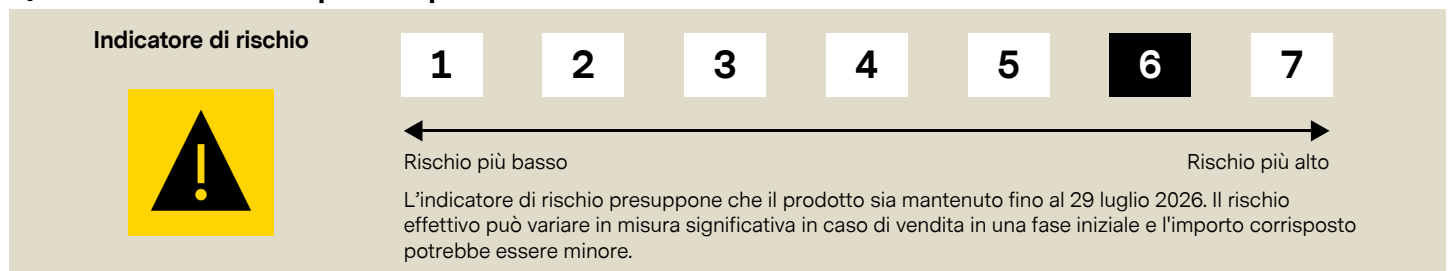 Indicatore di rischio
1 2 3 4 5 6 7
Rischio più basso Rischio più alto
L'indicatore di rischio presuppone che il prodotto sia mantenuto fino al 29 luglio 2026. Il rischio
effettivo può variare in misura significativa in caso di vendita in una fase iniziale e l'importo corrisposto
potrebbe essere minore.